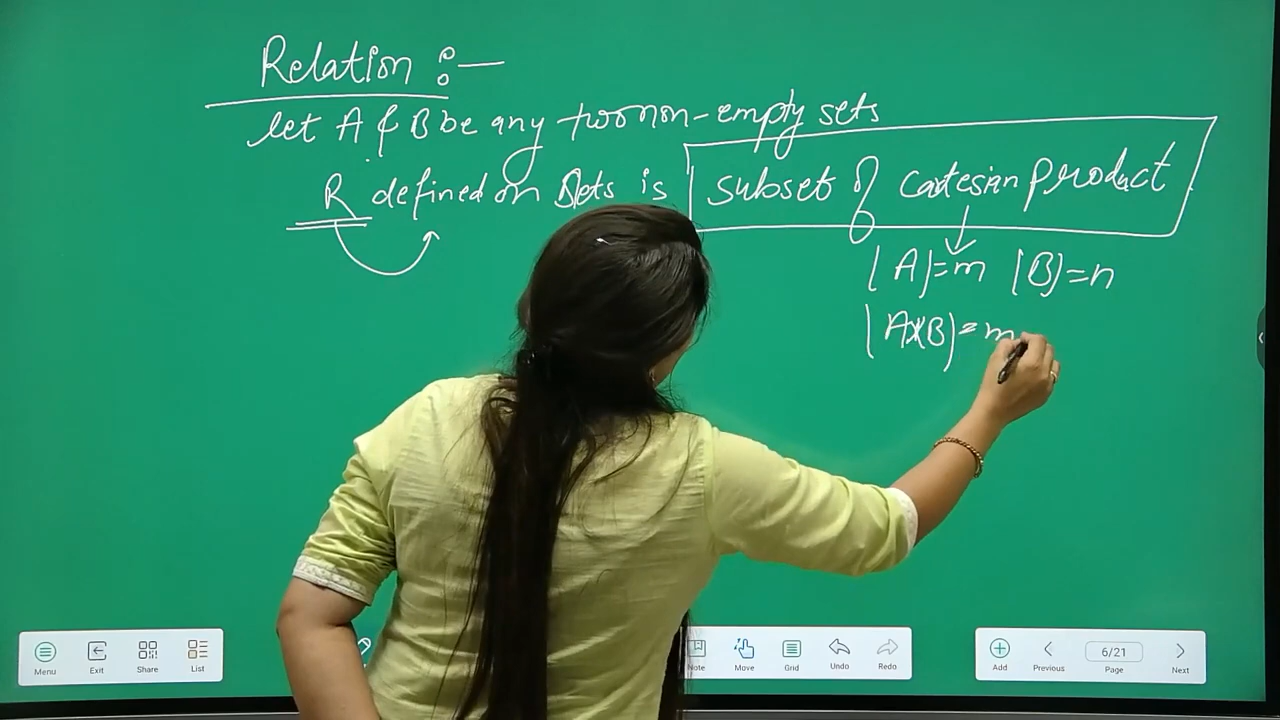 Relation :—
let A & B be any two non-empty sets
R defined on sets is subset of cartesian product
|A|=m |B|=n
|A×B|=m
Menu Exit Share List Note Move Grid Undo Redo Add Previous 6/21 Page Next